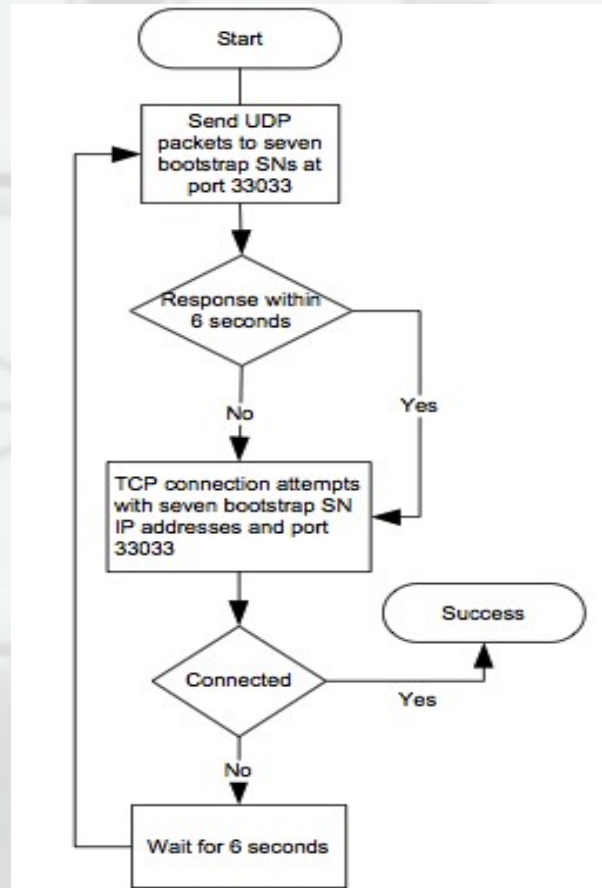 Start
Send UDP
packets to seven
bootstrap SNs at
port 33033
Response within
6 seconds
No
Yes
TCP connection attempts
with seven bootstrap SN
IP addresses and port
33033
Success
Connected
Yes
No
Wait for 6 seconds